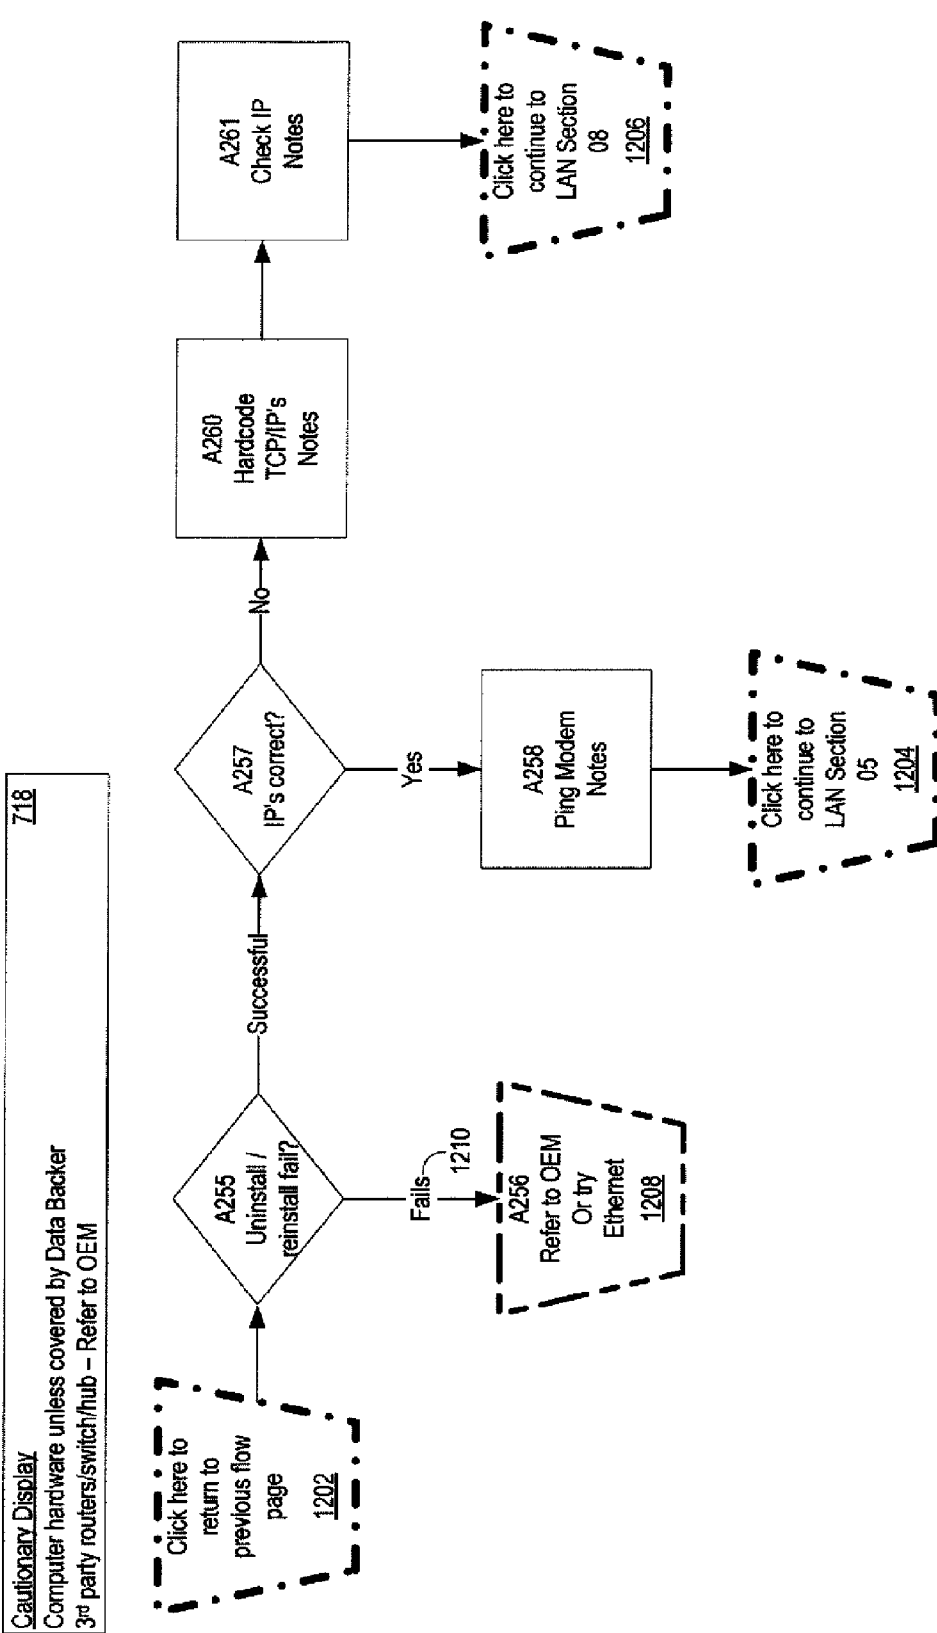 Cautionary Display 718
Computer hardware unless covered by Data Backer
3rd party routers/switch/hub – Refer to OEM
Click here to
return to
previous flow
page
1202
A255
Uninstall /
reinstall fail?
Successful
Fails
1210
A256
Refer to OEM
Or try
Ethernet
1208
A257
IP's correct?
No
Yes
A258
Ping Modem
Notes
Click here to
continue to
LAN Section
05
1204
A260
Hardcode
TCP/IP's
Notes
A261
Check IP
Notes
Click here to
continue to
LAN Section
08
1206